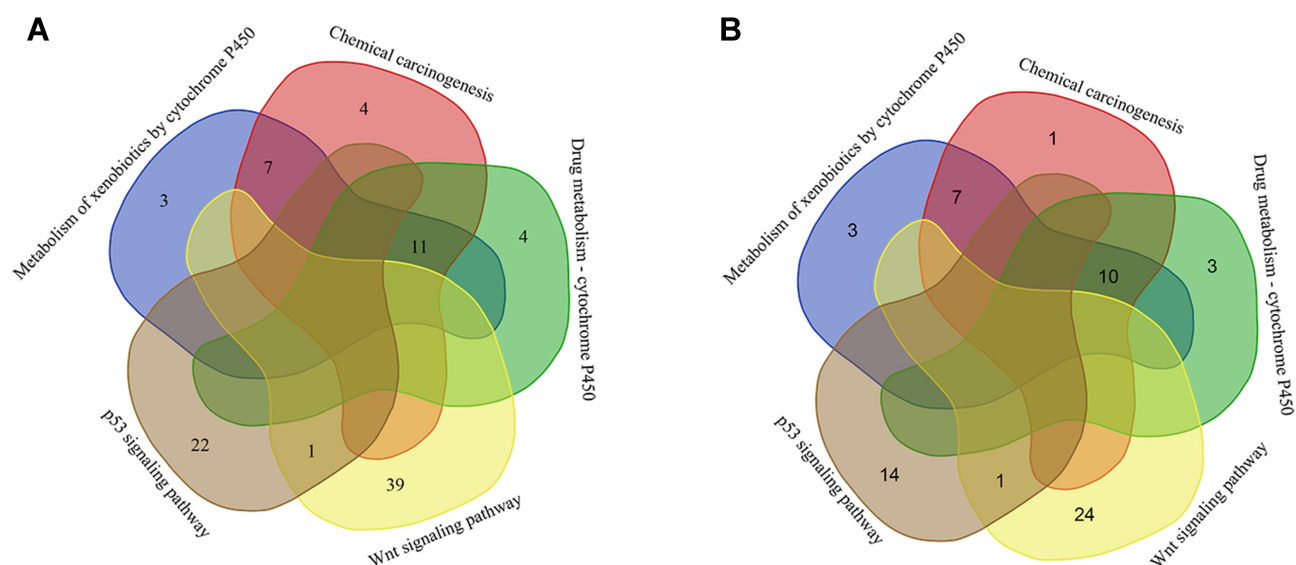 A
Metabolism of xenobiotics by cytochrome P450
Chemical carcinogenesis
Drug metabolism - cytochrome P450
p53 signaling pathway
Wnt signaling pathway
4
7
3
11
4
22
1
39
B
Metabolism of xenobiotics by cytochrome P450
Chemical carcinogenesis
Drug metabolism - cytochrome P450
p53 signaling pathway
Wnt signaling pathway
1
7
3
10
3
14
1
24